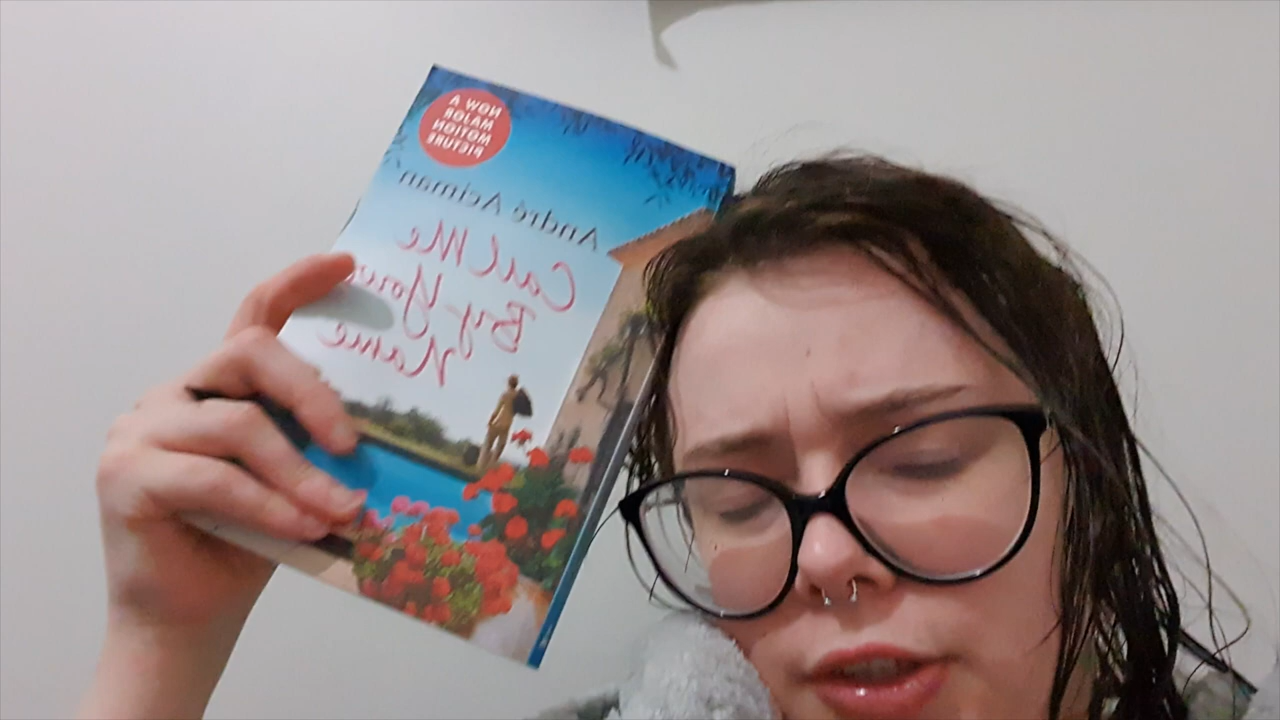 NOW A
MAJOR
MOTION
PICTURE
André Aciman
Call Me
By Your
Name